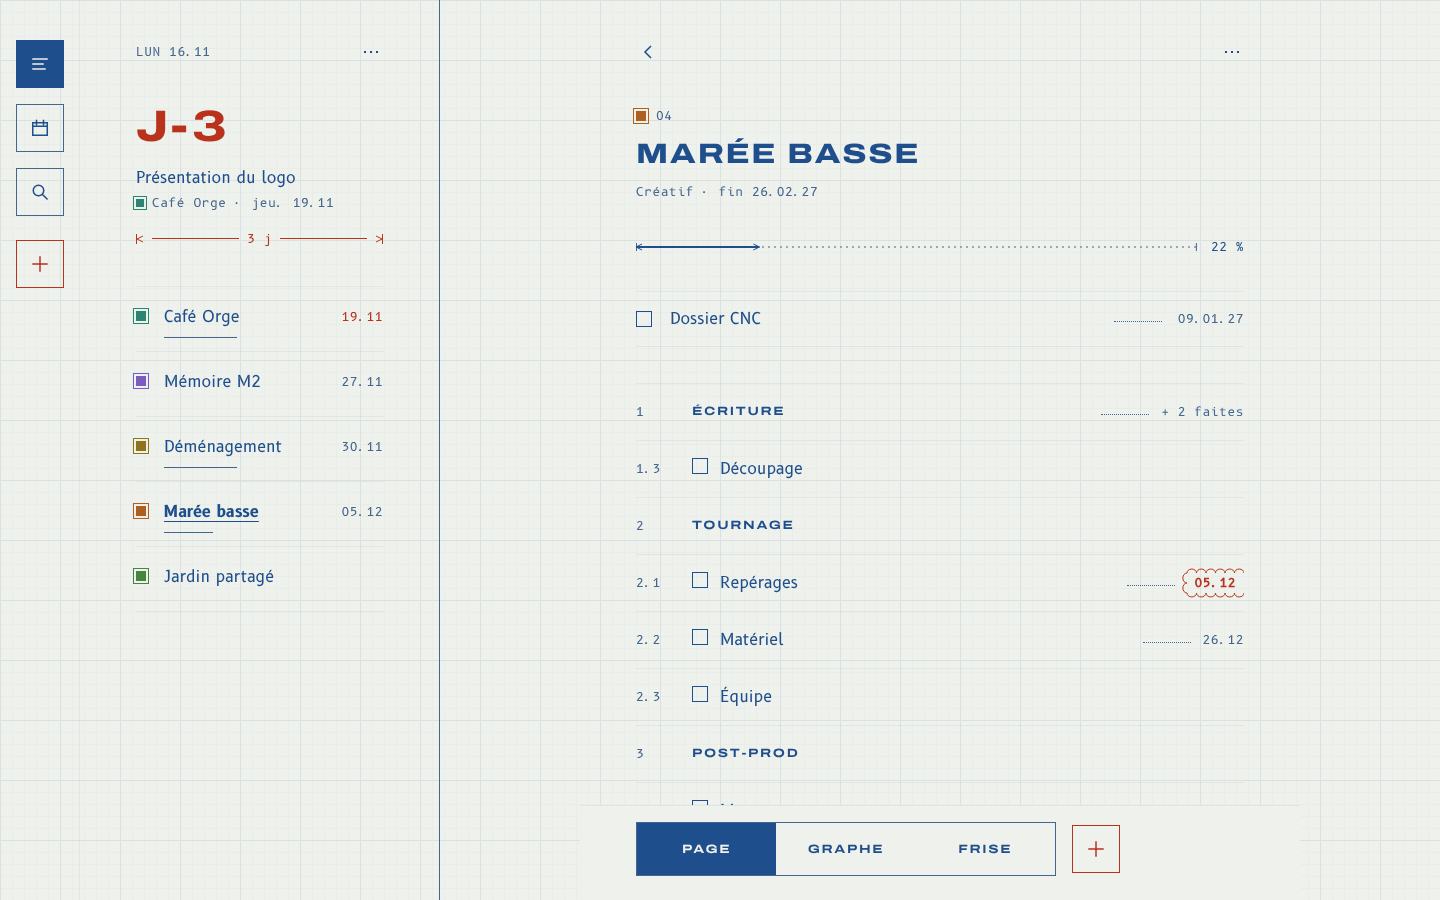 LUN 16.11
J-3
Présentation du logo
Café Orge · jeu. 19.11
3 j
Café Orge 19.11
Mémoire M2 27.11
Déménagement 30.11
Marée basse 05.12
Jardin partagé
04
MARÉE BASSE
Créatif · fin 26.02.27
22 %
Dossier CNC 09.01.27
1 ÉCRITURE + 2 faites
1.3 Découpage
2 TOURNAGE
2.1 Repérages 05.12
2.2 Matériel 26.12
2.3 Équipe
3 POST-PROD
PAGE GRAPHE FRISE